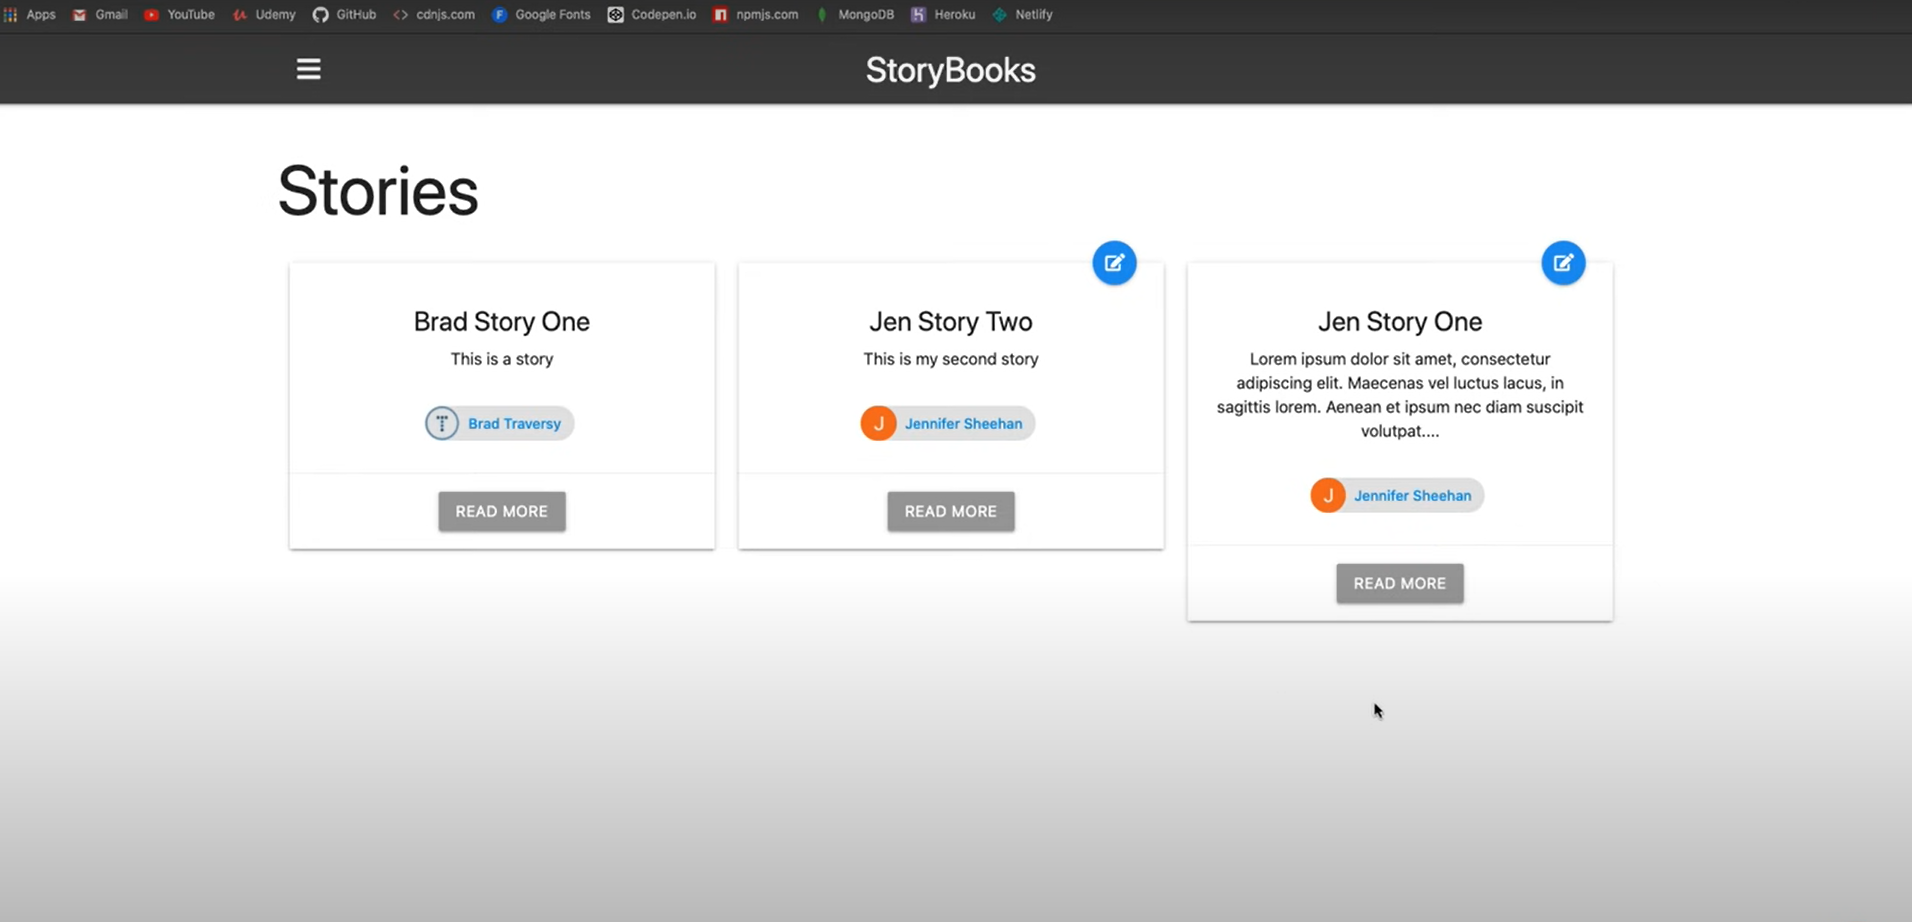 Apps Gmail YouTube Udemy GitHub cdnjs.com Google Fonts Codepen.io npmjs.com MongoDB Heroku Netlify
StoryBooks
Stories
Brad Story One
This is a story
T Brad Traversy
READ MORE
Jen Story Two
This is my second story
J Jennifer Sheehan
READ MORE
Jen Story One
Lorem ipsum dolor sit amet, consectetur
adipiscing elit. Maecenas vel luctus lacus, in
sagittis lorem. Aenean et ipsum nec diam suscipit
volutpat....
J Jennifer Sheehan
READ MORE